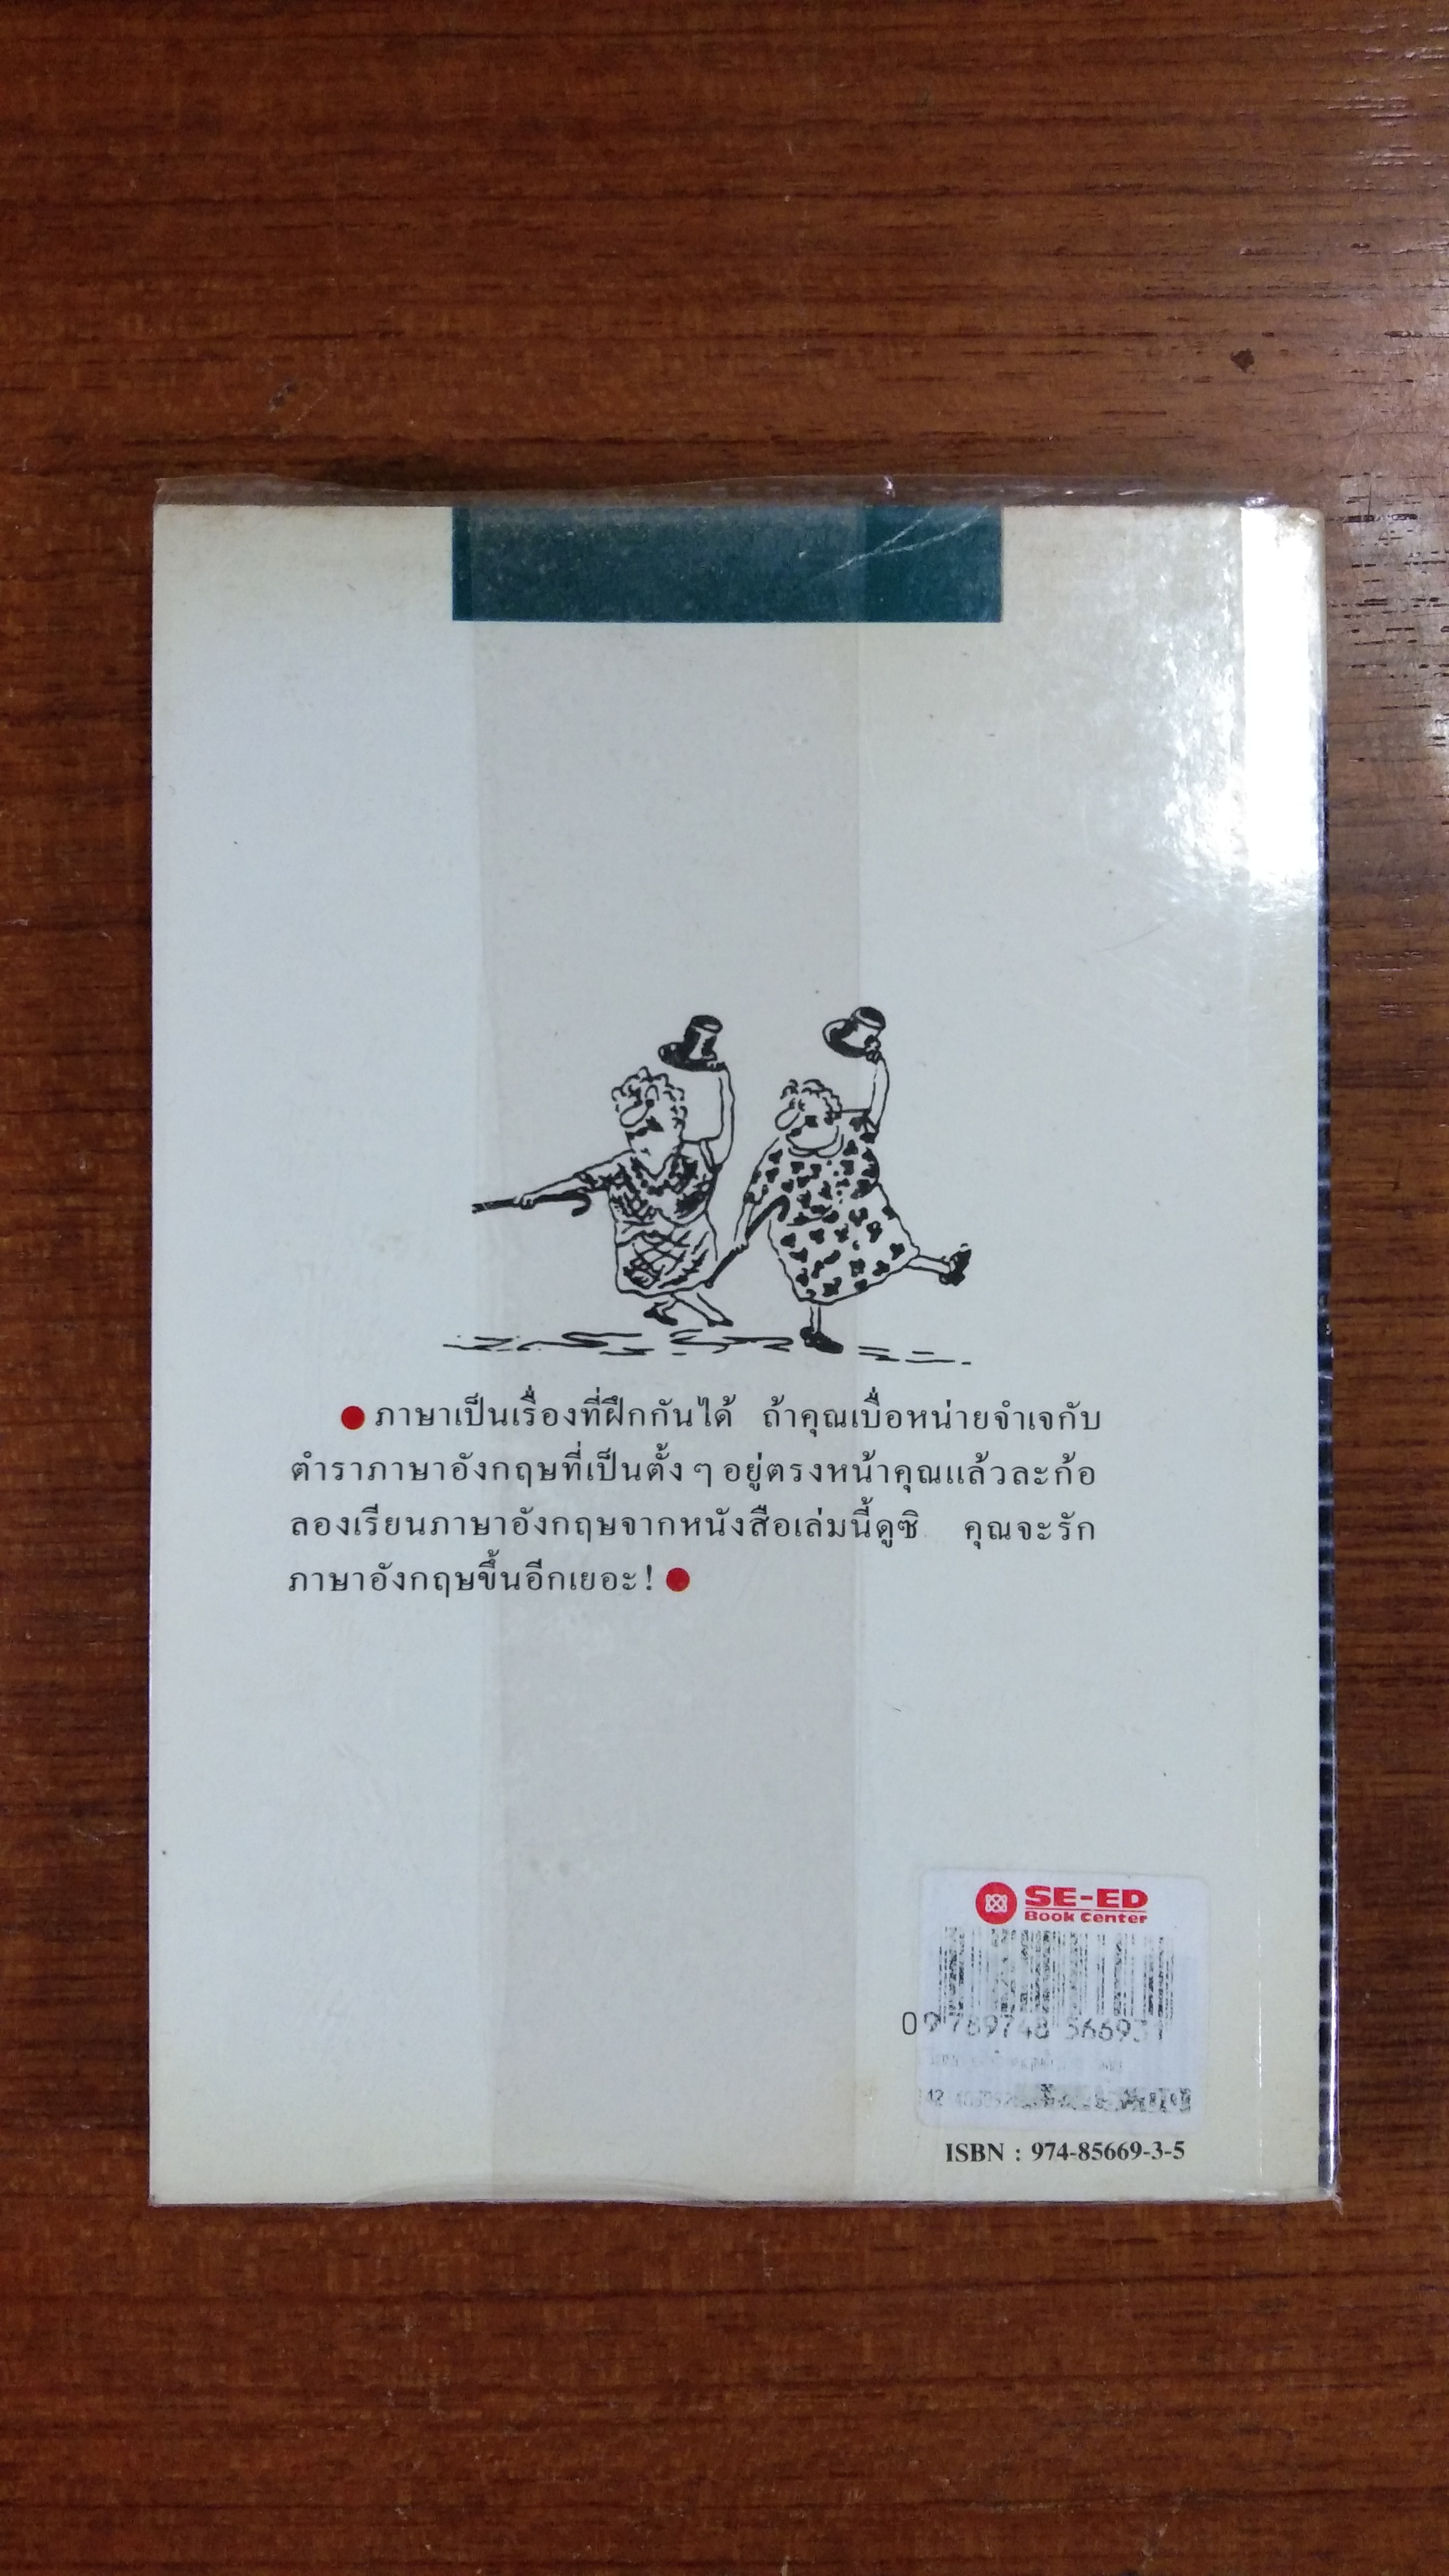 ภาษาเป็นเรื่องที่ฝึกกันได้ ถ้าคุณเบื่อหน่ายจำเจกับ
ตำราภาษาอังกฤษที่เป็นตั้ง ๆ อยู่ตรงหน้าคุณแล้วละก้อ
ลองเรียนภาษาอังกฤษจากหนังสือเล่มนี้ดูซิ คุณจะรัก
ภาษาอังกฤษขึ้นอีกเยอะ !
SE-ED
Book Center
09 789748 566931
ISBN : 974-85669-3-5